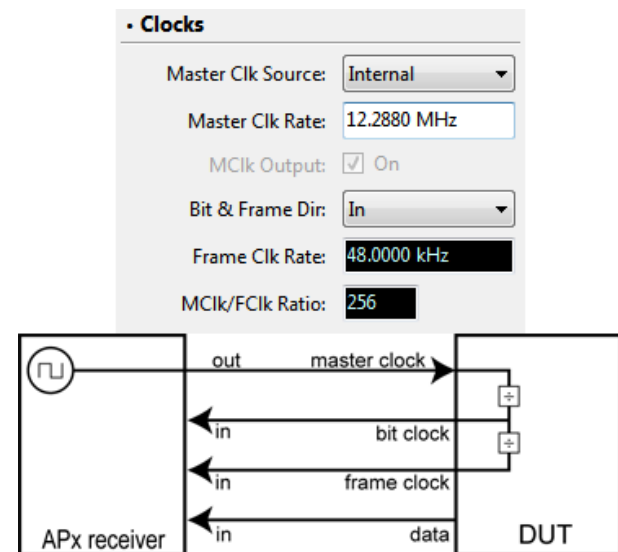 • Clocks
Master Clk Source: Internal
Master Clk Rate: 12.2880 MHz
MClk Output: On
Bit & Frame Dir: In
Frame Clk Rate: 48.0000 kHz
MClk/FClk Ratio: 256
out master clock
÷
in bit clock
÷
in frame clock
in data
APx receiver DUT